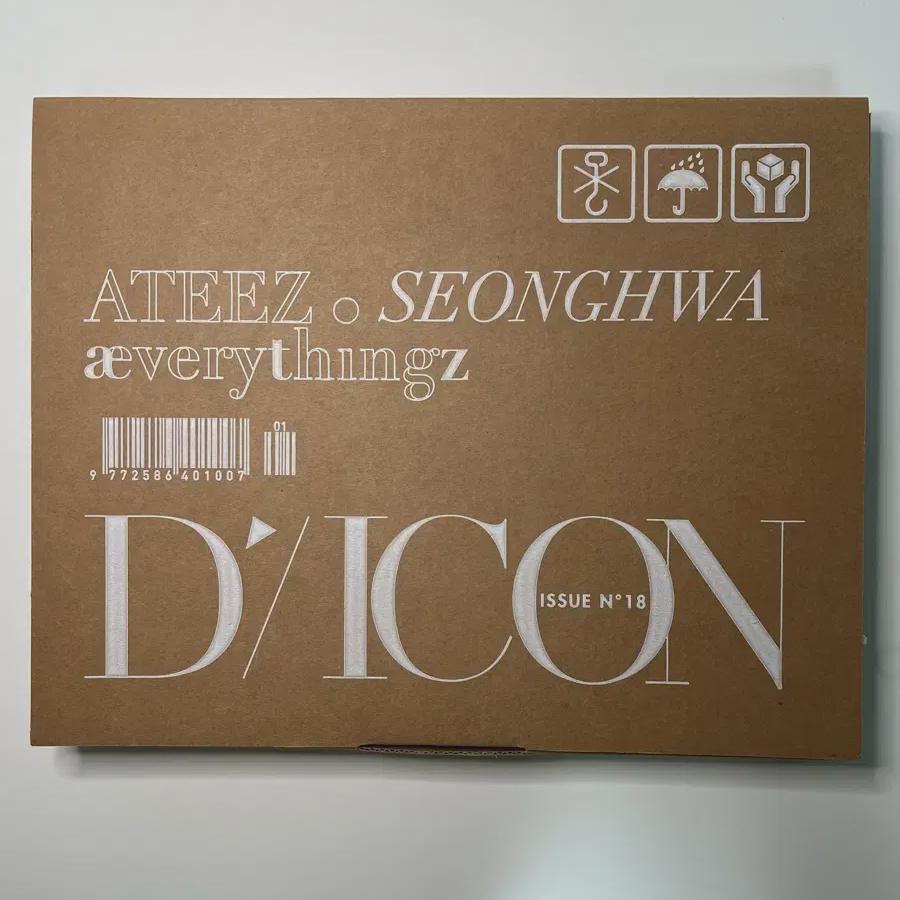 ATEEZ o SEONGHWA
æverythingz
01
9 772586 401007
D'/ICON
ISSUE N°18